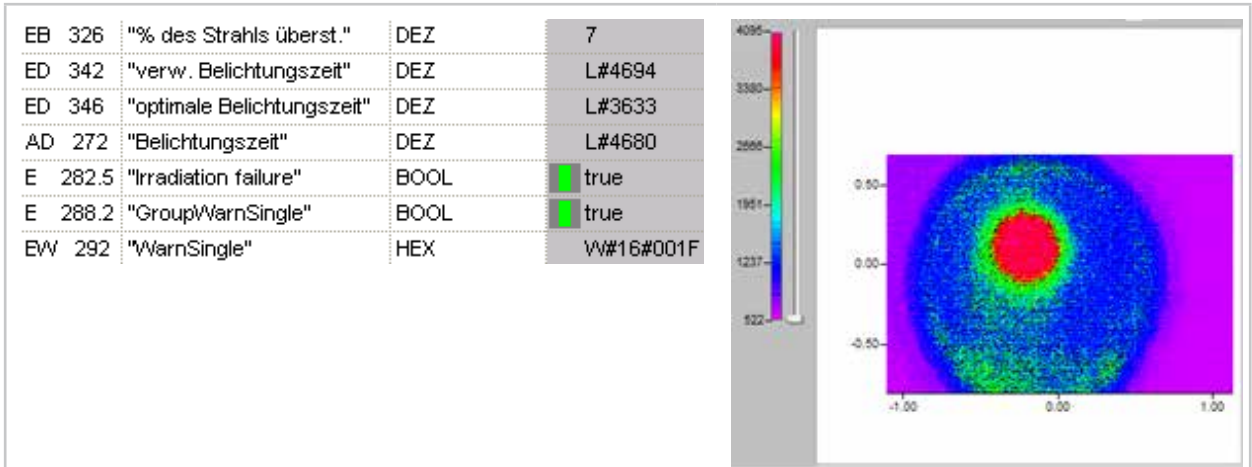 EB 326 "% des Strahls überst." DEZ 7
ED 342 "verw. Belichtungszeit" DEZ L#4694
ED 346 "optimale Belichtungszeit" DEZ L#3633
AD 272 "Belichtungszeit" DEZ L#4680
E 282.5 "Irradiation failure" BOOL true
E 288.2 "GroupWarnSingle" BOOL true
EW 292 "WarnSingle" HEX W#16#001F
4095
3380
1951
1237
522
0.50
0.00
-0.50
-1.00 0.00 1.00